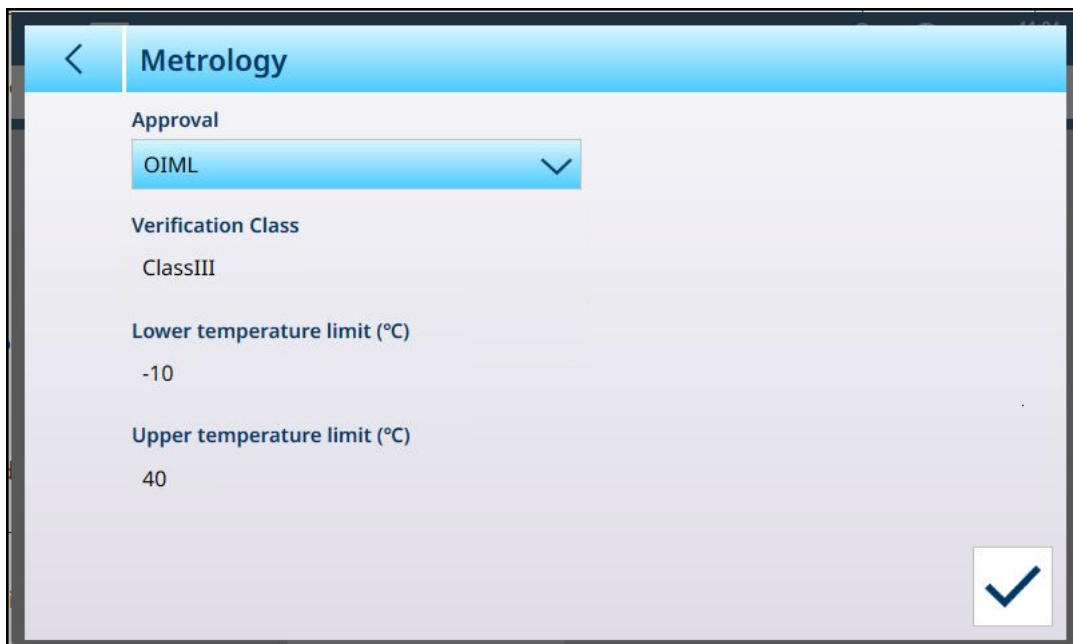 Metrology
Approval
OIML
Verification Class
ClassIII
Lower temperature limit (°C)
-10
Upper temperature limit (°C)
40